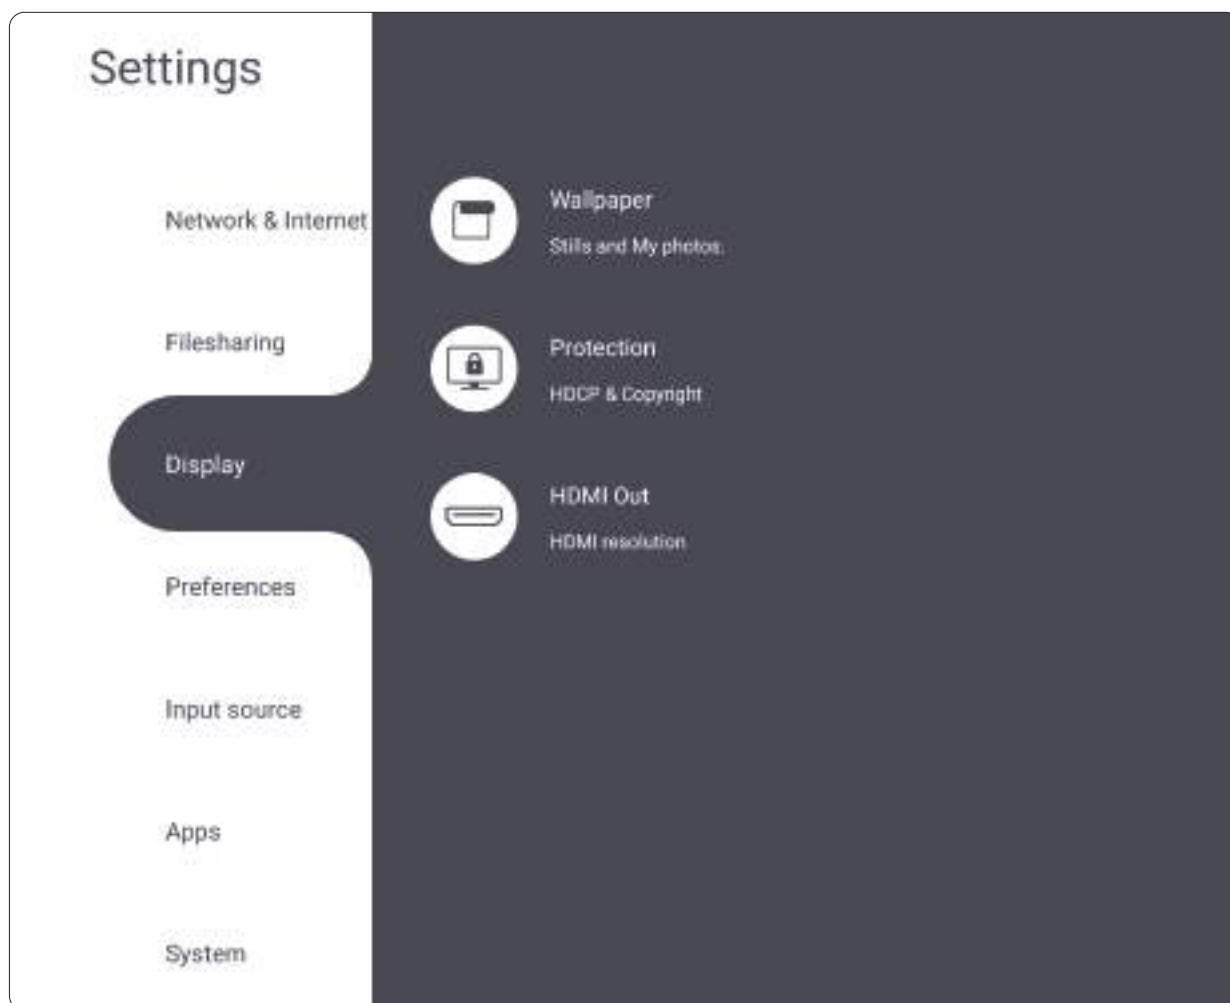 Settings
Network & Internet
Filesharing
Display
Preferences
Input source
Apps
System
Wallpaper
Stills and My photos.
Protection
HDCP & Copyright
HDMI Out
HDMI resolution